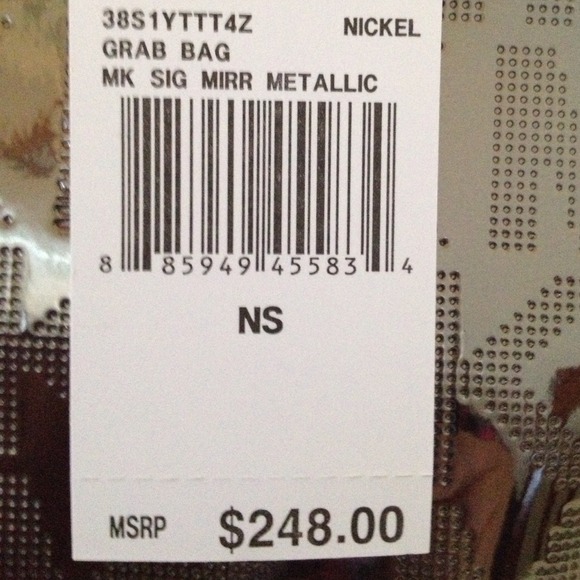 38S1YTTT4Z NICKEL
GRAB BAG
MK SIG MIRR METALLIC
8 85949 45583 4
NS
MSRP $248.00